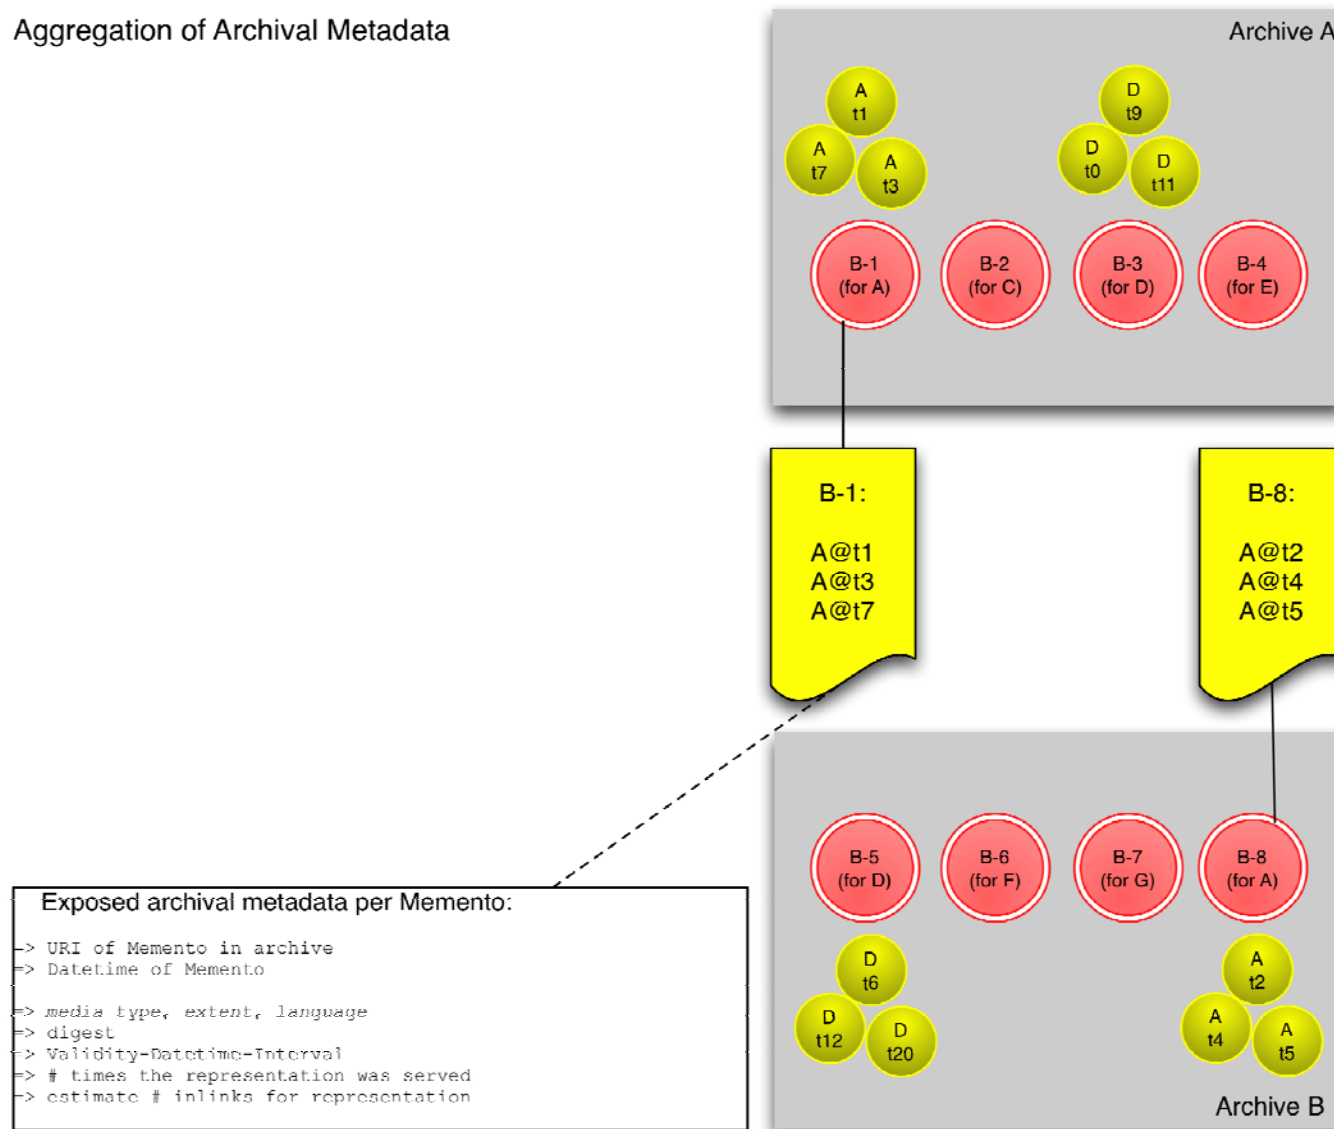 Aggregation of Archival Metadata
Archive A
A
t1
A
t7
A
t3
D
t9
D
t0
D
t11
B-1
(for A)
B-2
(for C)
B-3
(for D)
B-4
(for E)
B-1:
A@t1
A@t3
A@t7
B-8:
A@t2
A@t4
A@t5
Exposed archival metadata per Memento:
=> URI of Memento in archive
=> Datetime of Memento
=> media type, extent, language
=> digest
=> Validity-Datetime-Interval
=> # times the representation was served
=> estimate # inlinks for representation
B-5
(for D)
B-6
(for F)
B-7
(for G)
B-8
(for A)
D
t6
D
t12
D
t20
A
t2
A
t4
A
t5
Archive B